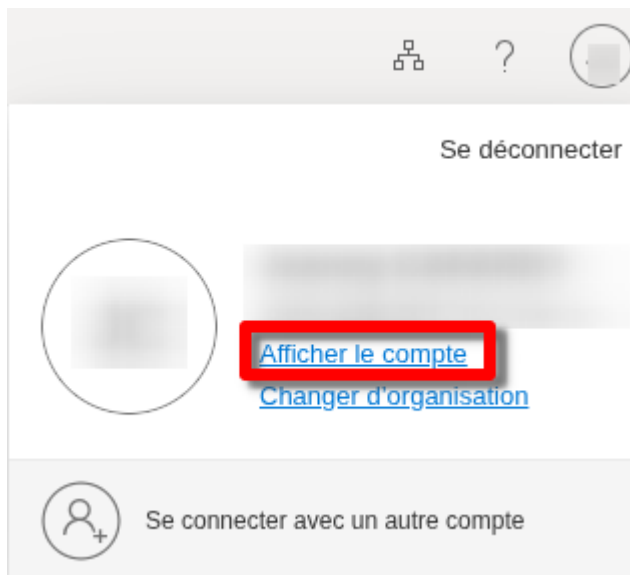 ?
Se déconnecter
Afficher le compte
Changer d'organisation
Se connecter avec un autre compte